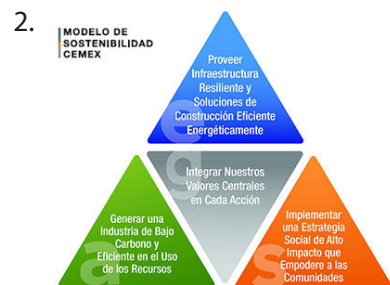 2.
MODELO DE
SOSTENIBILIDAD
CEMEX
Proveer
Infraestructura
Resiliente y
Soluciones de
Construcción Eficiente
Energéticamente
e
Integrar Nuestros
Valores Centrales
en Cada Acción
g
Generar una
Industria de Bajo
Carbono y
Eficiente en el Uso
de los Recursos
a
Implementar
una Estrategia
Social de Alto
Impacto que
Empodere a las
Comunidades
s